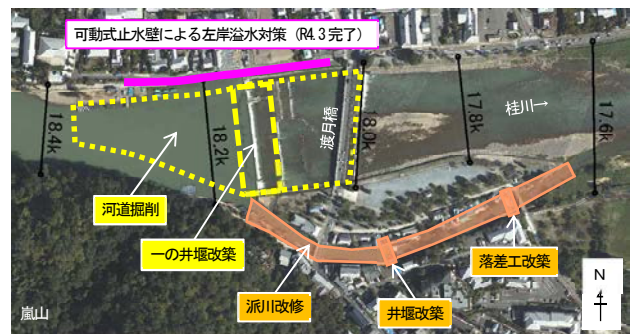 可動式止水壁による左岸溢水対策（R4.3完了）
18.4k
18.2k
渡月橋
18.0k
17.8k
桂川→
17.6k
河道掘削
一の井堰改築
派川改修
井堰改築
落差工改築
嵐山
N